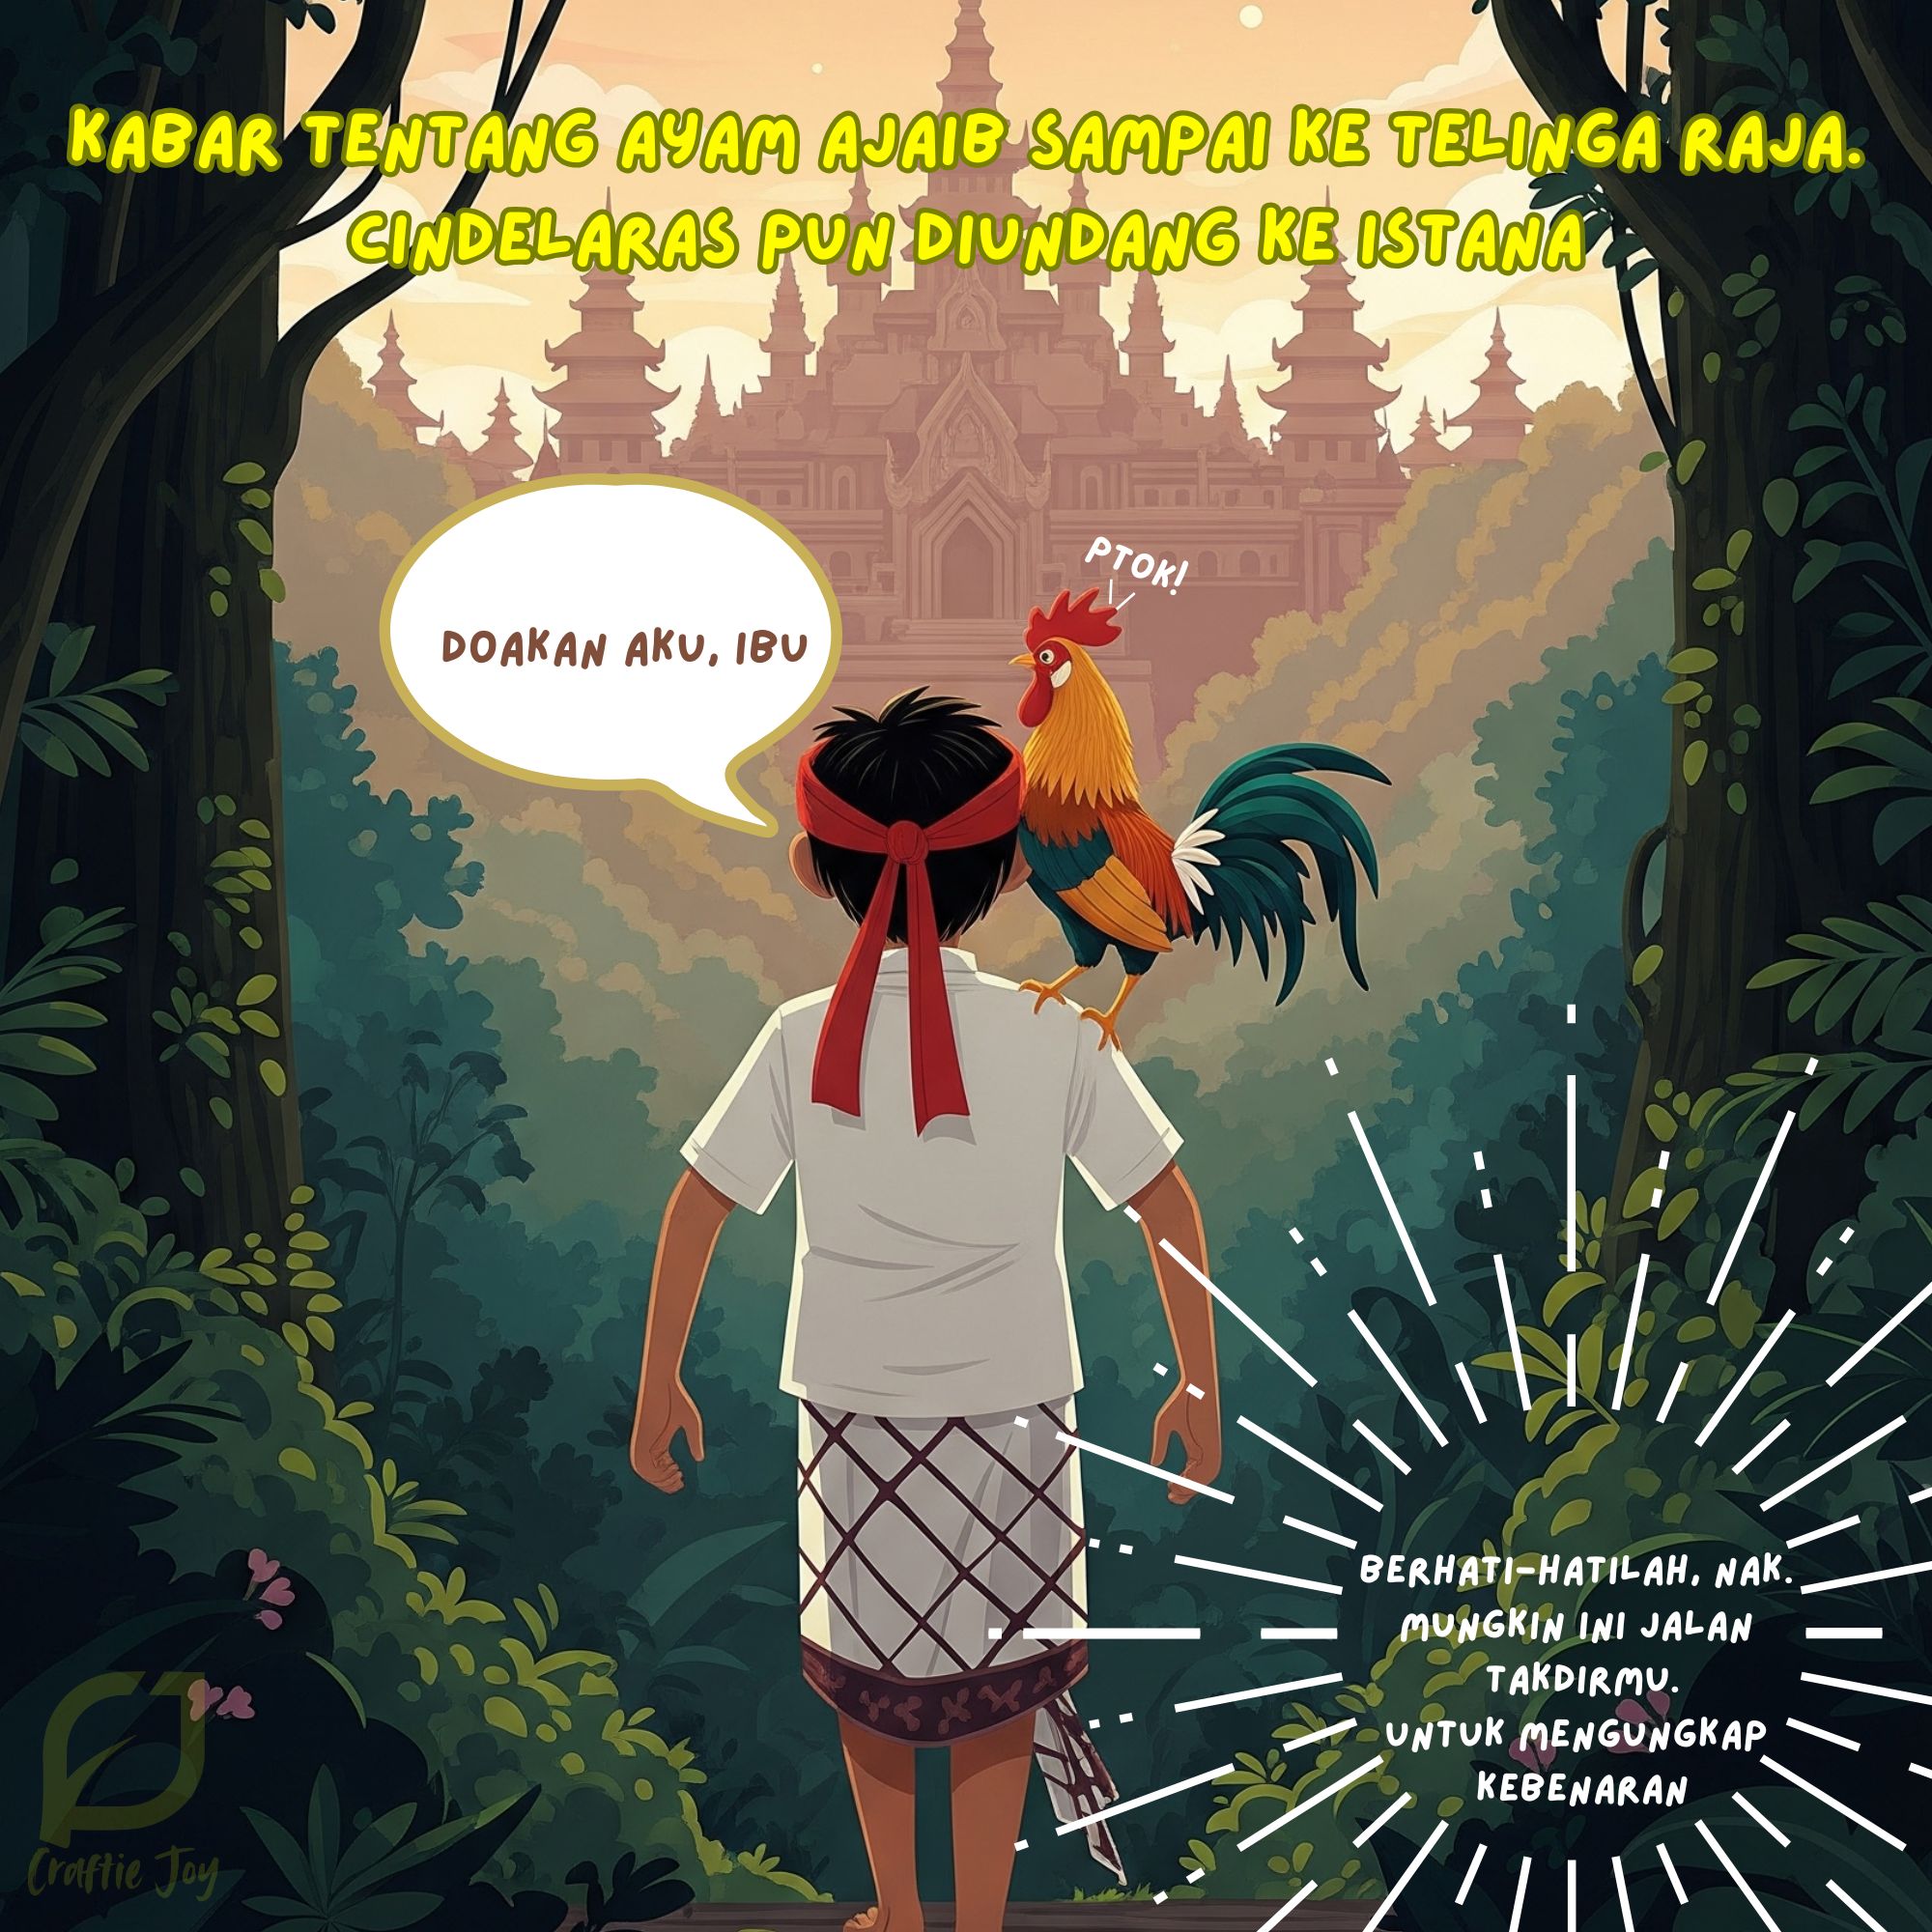 KABAR TENTANG AYAM AJAIB SAMPAI KE TELINGA RAJA.
CINDELARAS PUN DIUNDANG KE ISTANA
PTOK!
DOAKAN AKU, IBU
BERHATI-HATILAH, NAK.
MUNGKIN INI JALAN
TAKDIRMU.
UNTUK MENGUNGKAP
KEBENARAN
Craftie Joy